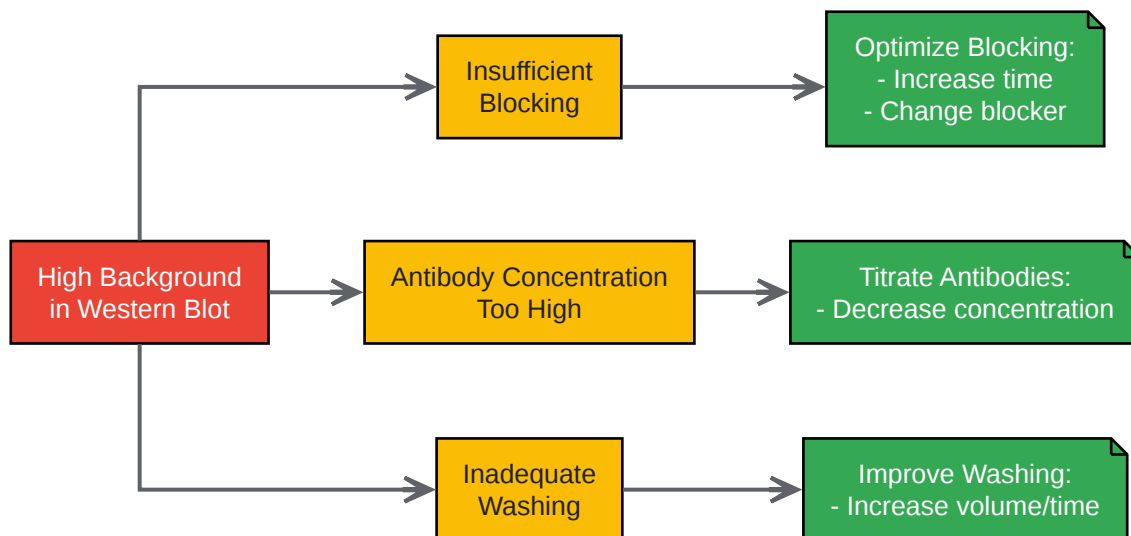 Insufficient
Blocking
Optimize Blocking:
- Increase time
- Change blocker
High Background
in Western Blot
Antibody Concentration
Too High
Titrate Antibodies:
- Decrease concentration
Inadequate
Washing
Improve Washing:
- Increase volume/time